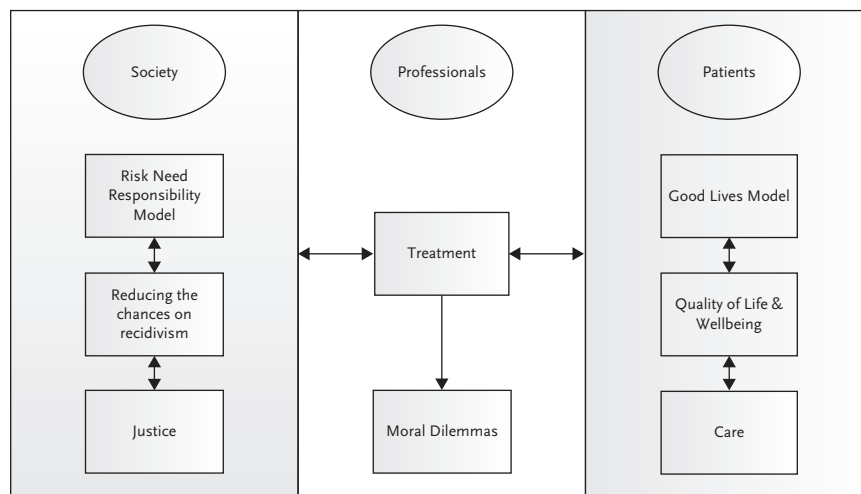 Society
Professionals
Patients
Risk Need
Responsibility
Model
Reducing the
chances on
recidivism
Justice
Treatment
Moral Dilemmas
Good Lives Model
Quality of Life &
Wellbeing
Care